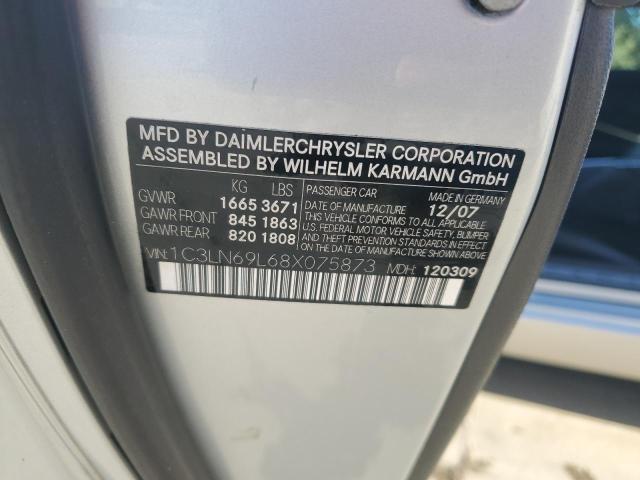 MFD BY DAIMLERCHRYSLER CORPORATION
ASSEMBLED BY WILHELM KARMANN GmbH
KG LBS
GVWR 1665 3671
GAWR FRONT 845 1863
GAWR REAR 820 1808
PASSENGER CAR MADE IN GERMANY
DATE OF MANUFACTURE 12/07
THIS VEHICLE CONFORMS TO ALL APPLICABLE
U.S. FEDERAL MOTOR VEHICLE SAFETY, BUMPER
AND THEFT PREVENTION STANDARDS IN EFFECT
ON THE DATE OF MANUFACTURE SHOWN ABOVE.
VIN: 1C3LN69L68X075873 MDH: 120309